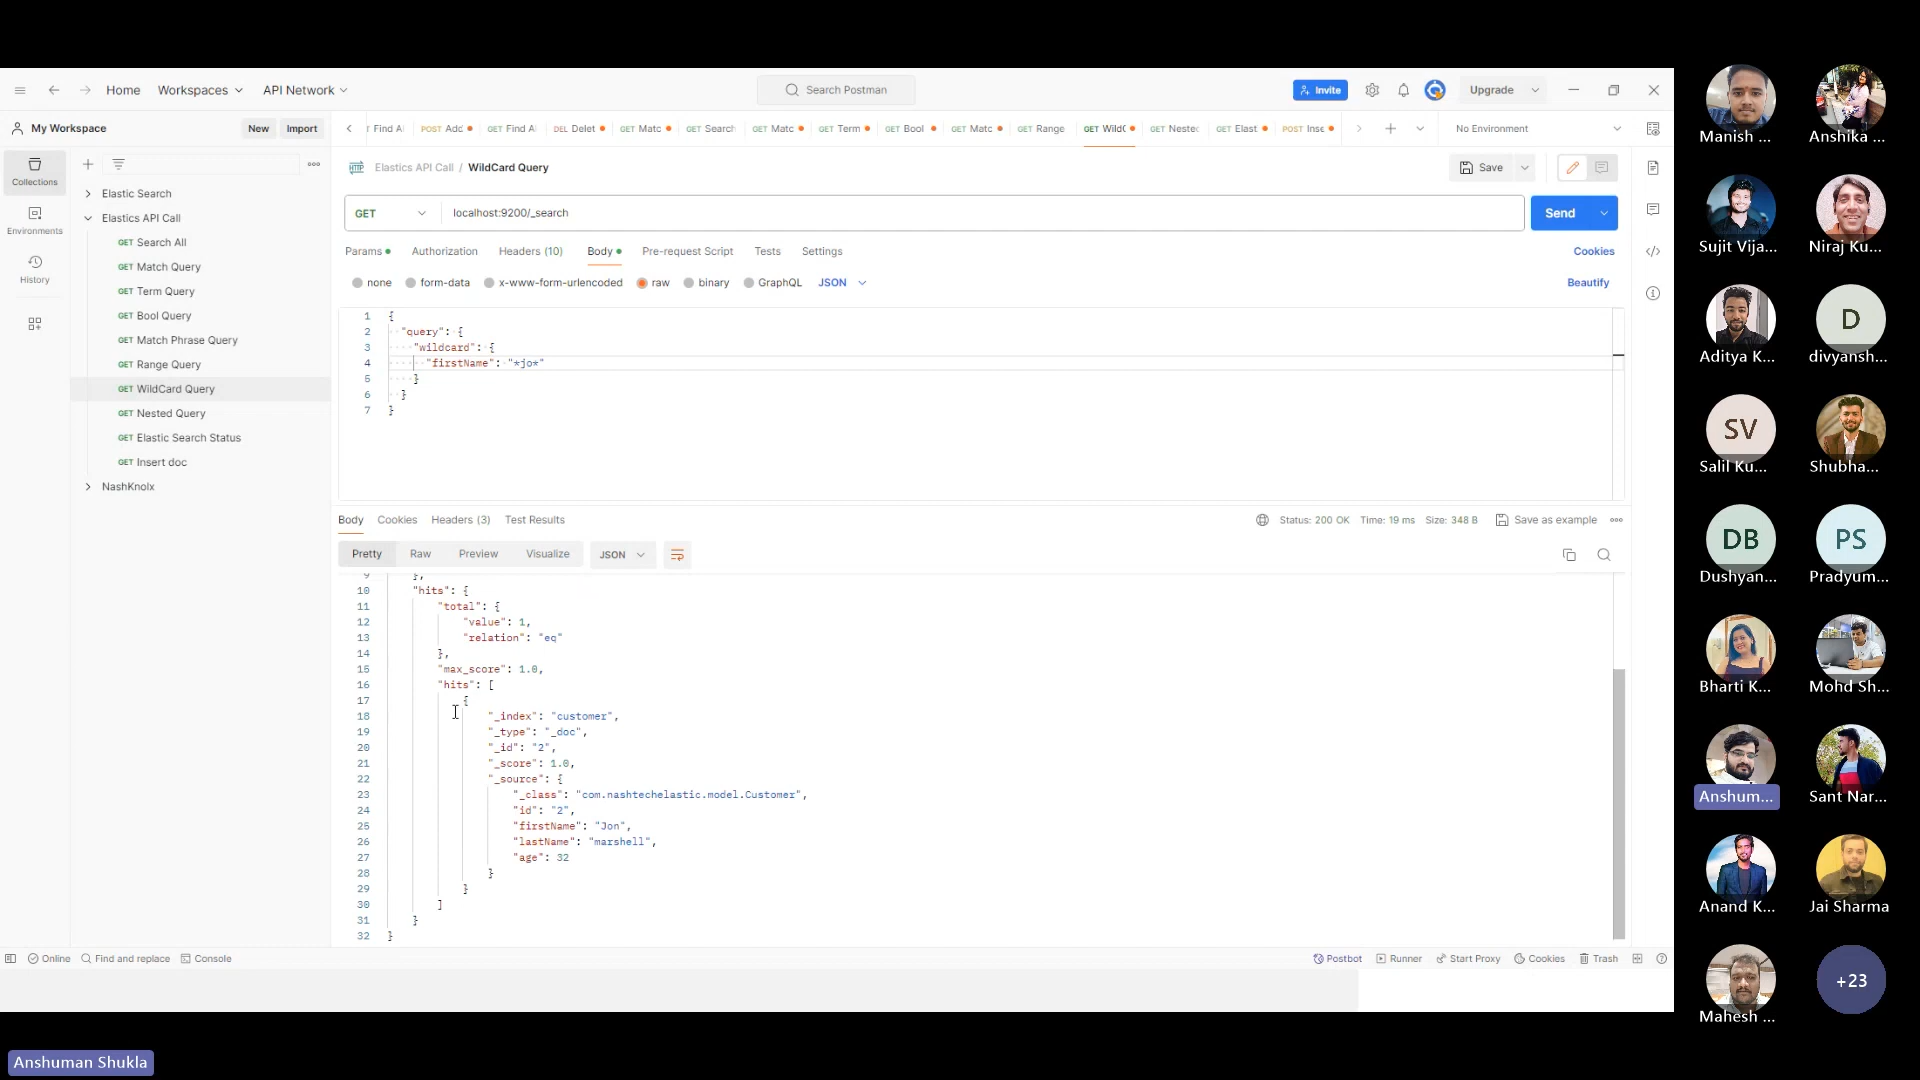 Home
Workspaces
API Network
Search Postman
Invite
Upgrade
My Workspace
New
Import
r Find A
POST Adc
GET Find A
DEL Delet
GET Matc
GET Search
GET Matc
GET Term
GET Bool
GET Matc
GET Range
GET WildC
GET Nestec
GET Elast
POST Inse
No Environment
Collections
Environments
History
Elastic Search
Elastics API Call
GET Search All
GET Match Query
GET Term Query
GET Bool Query
GET Match Phrase Query
GET Range Query
GET WildCard Query
GET Nested Query
GET Elastic Search Status
GET Insert doc
NashKnolx
HTTP Elastics API Call / WildCard Query
Save
GET
localhost:9200/_search
Send
Params
Authorization
Headers (10)
Body
Pre-request Script
Tests
Settings
Cookies
none
form-data
x-www-form-urlencoded
raw
binary
GraphQL
JSON
Beautify
1 {
2 "query": {
3 "wildcard": {
4 "firstName": "*jo*"
5 }
6 }
7 }
Body
Cookies
Headers (3)
Test Results
Status: 200 OK
Time: 19 ms
Size: 348 B
Save as example
Pretty
Raw
Preview
Visualize
JSON
9 },
10 "hits": {
11 "total": {
12 "value": 1,
13 "relation": "eq"
14 },
15 "max_score": 1.0,
16 "hits": [
17 {
18 "_index": "customer",
19 "_type": "_doc",
20 "_id": "2",
21 "_score": 1.0,
22 "_source": {
23 "_class": "com.nashtechelastic.model.Customer",
24 "id": "2",
25 "firstName": "Jon",
26 "lastName": "marshell",
27 "age": 32
28 }
29 }
30 ]
31 }
32 }
Online
Find and replace
Console
Postbot
Runner
Start Proxy
Cookies
Trash
Manish ...
Anshika ...
Sujit Vija...
Niraj Ku...
Aditya K...
D
divyansh...
SV
Salil Ku...
Shubha...
DB
Dushyan...
PS
Pradyum...
Bharti K...
Mohd Sh...
Anshum...
Sant Nar...
Anand K...
Jai Sharma
Mahesh ...
+23
Anshuman Shukla